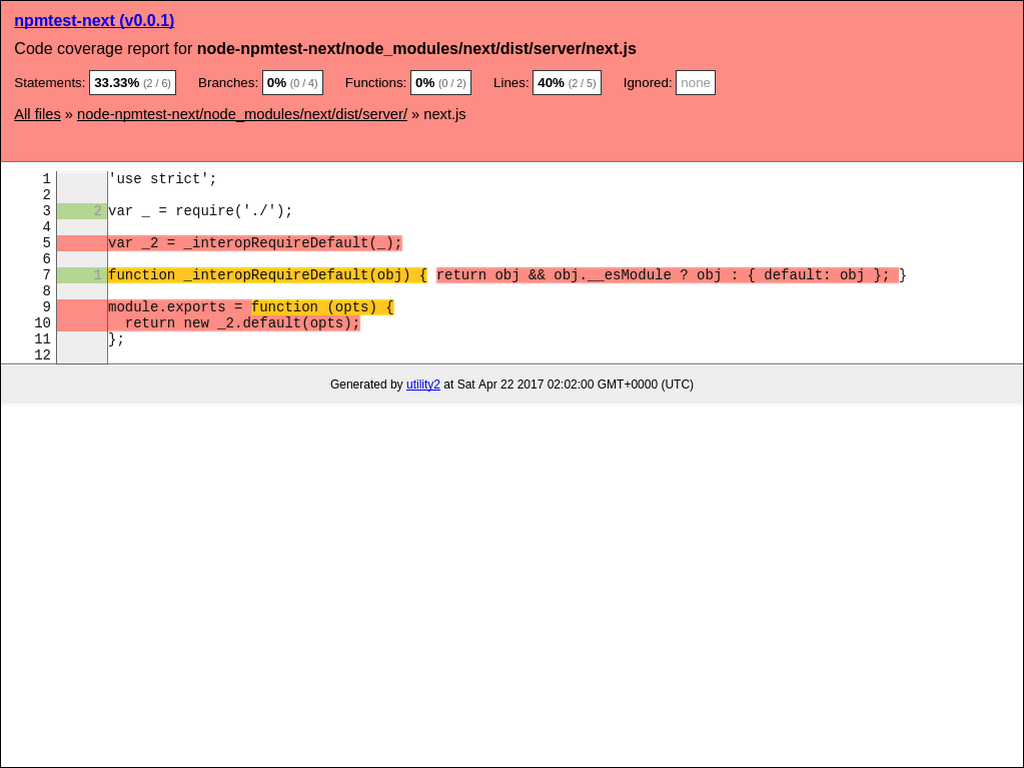 npmtest-next (v0.0.1)
Code coverage report for node-npmtest-next/node_modules/next/dist/server/next.js
Statements: 33.33% (2 / 6) Branches: 0% (0 / 4) Functions: 0% (0 / 2) Lines: 40% (2 / 5) Ignored: none
All files » node-npmtest-next/node_modules/next/dist/server/ » next.js
1 'use strict';
2
3 2 var _ = require('./');
4
5 var _2 = _interopRequireDefault(_);
6
7 1 function _interopRequireDefault(obj) { return obj && obj.__esModule ? obj : { default: obj }; }
8
9 module.exports = function (opts) {
10 return new _2.default(opts);
11 };
12
Generated by utility2 at Sat Apr 22 2017 02:02:00 GMT+0000 (UTC)